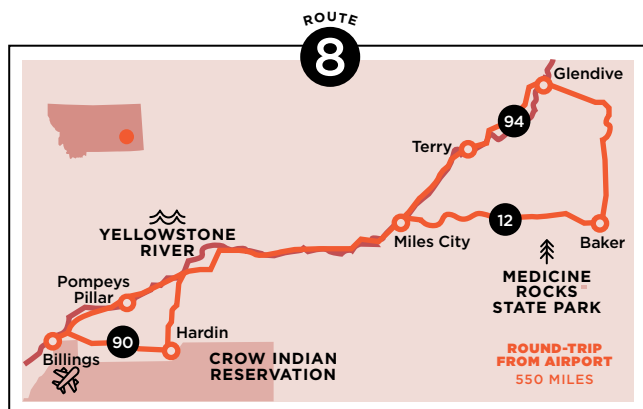 ROUTE
8
Glendive
94
Terry
12
Miles City
Baker
YELLOWSTONE
RIVER
MEDICINE
ROCKS
STATE PARK
Pompeys
Pillar
90
Hardin
Billings
CROW INDIAN
RESERVATION
ROUND-TRIP
FROM AIRPORT
550 MILES